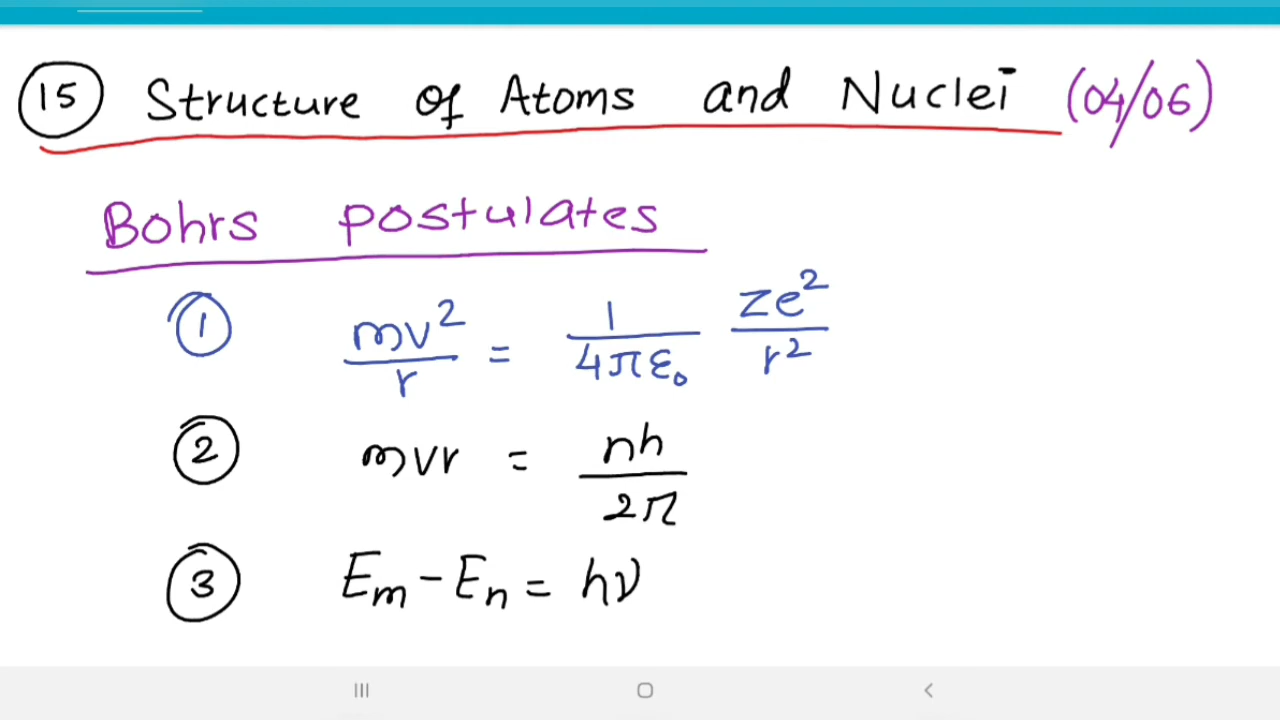 15 Structure of Atoms and Nuclei (04/06)
Bohrs postulates
1 mv²/r = 1/4πε₀ Ze²/r²
2 mvr = nh/2π
3 Eₘ - Eₙ = hν